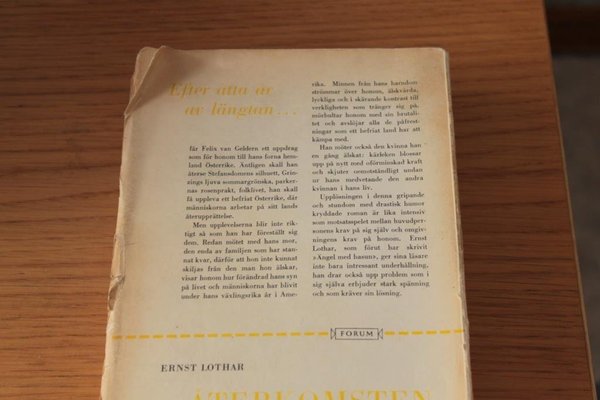 Efter åtta år
av längtan...
får Felix van Geldern ett uppdrag
som för honom till hans forna hem-
land Österrike. Äntligen skall han
återse Stefansdomens silhuett, Grin-
zings ljuva sommargrönska, parker-
nas rosenprakt, folklivet, han skall
få uppleva ett befriat Österrike, där
människorna arbetar på sitt lands
återupprättelse.
Men upplevelserna blir inte rik-
tigt så som han har föreställt sig
dem. Redan mötet med hans mor,
den enda av familjen som har stan-
nat kvar, därför att hon inte kunnat
skiljas från den man hon älskar,
visar honom hur förändrad hans syn
på livet och människorna har blivit
under hans växlingsrika år i Ame-
rika. Minnen från hans barndom
strömmar över honom, älskvärda,
lyckliga och i skärande kontrast till
verkligheten som tränger sig på,
mörbultar honom med sin brutali-
tet och avslöjar alla de påfrest-
ningar som ett befriat land har att
kämpa med.
Han möter också den kvinna han
en gång älskat; kärleken blossar
upp på nytt med oförminskad kraft
och skjuter oemotståndligt undan
ur hans medvetande den andra
kvinnan i hans liv.
Upplösningen i denna gripande
och stundom med drastisk humor
kryddade roman är lika intensiv
som motsatsspelet mellan huvudper-
sonens krav på sig själv och omgiv-
ningens krav på honom. Ernst
Lothar, som förut har skrivit
»Ängel med basun», ger sina läsare
inte bara intressant underhållning,
han drar också upp problem som i
sig själva erbjuder stark spänning
och som kräver sin lösning.
FORUM
ERNST LOTHAR
ÅTERKOMSTEN